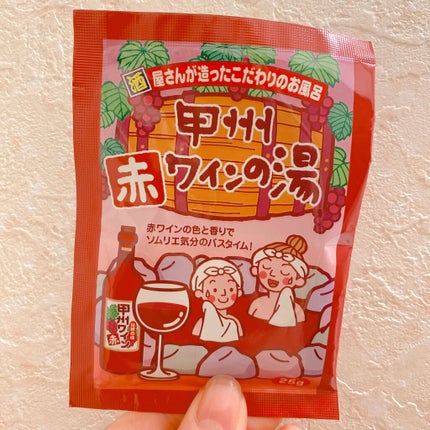 酒屋さんが造ったこだわりのお風呂
甲州
赤ワインの湯
赤ワインの色と香りで
ソムリエ気分のバスタイム!
甲州
ワイン
赤
25g